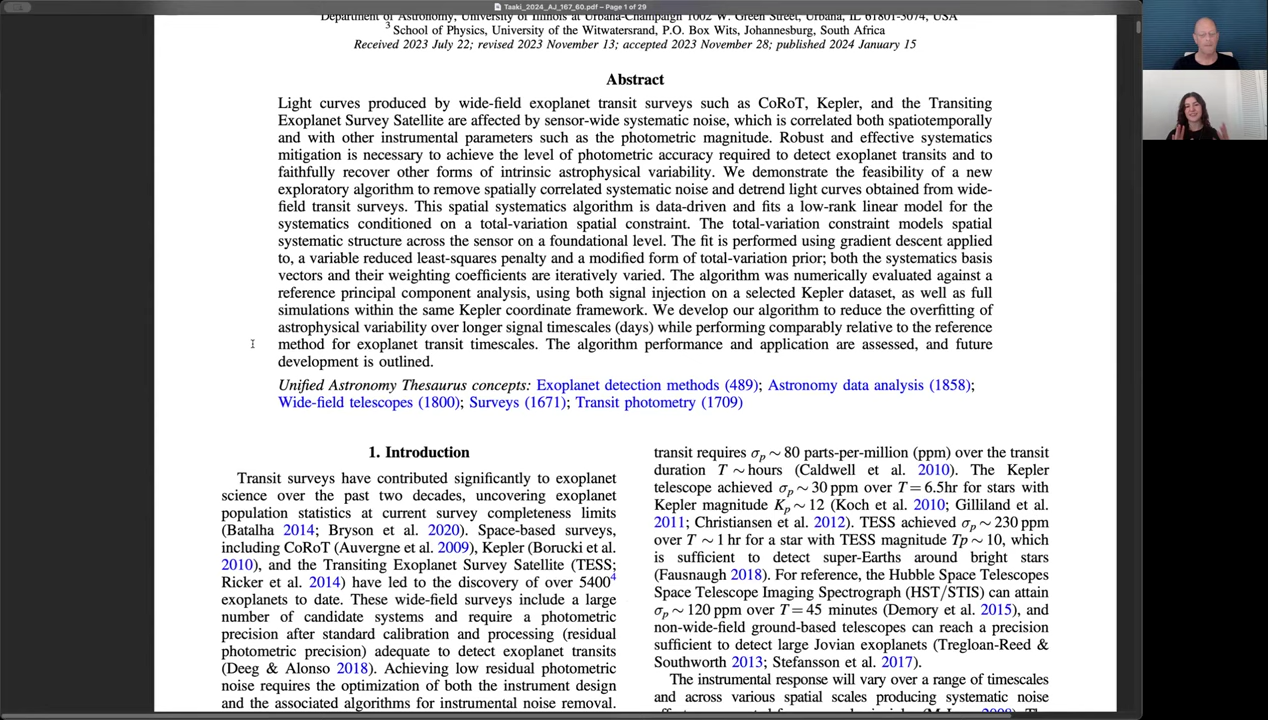 Taaki_2024_AJ_167_60.pdf – Page 1 of 29
Department of Astronomy, University of Illinois at Urbana-Champaign 1002 W. Green Street, Urbana, IL 61801-3074, USA
3 School of Physics, University of the Witwatersrand, P.O. Box Wits, Johannesburg, South Africa
Received 2023 July 22; revised 2023 November 13; accepted 2023 November 28; published 2024 January 15
Abstract
Light curves produced by wide-field exoplanet transit surveys such as CoRoT, Kepler, and the Transiting
Exoplanet Survey Satellite are affected by sensor-wide systematic noise, which is correlated both spatiotemporally
and with other instrumental parameters such as the photometric magnitude. Robust and effective systematics
mitigation is necessary to achieve the level of photometric accuracy required to detect exoplanet transits and to
faithfully recover other forms of intrinsic astrophysical variability. We demonstrate the feasibility of a new
exploratory algorithm to remove spatially correlated systematic noise and detrend light curves obtained from wide-
field transit surveys. This spatial systematics algorithm is data-driven and fits a low-rank linear model for the
systematics conditioned on a total-variation spatial constraint. The total-variation constraint models spatial
systematic structure across the sensor on a foundational level. The fit is performed using gradient descent applied
to, a variable reduced least-squares penalty and a modified form of total-variation prior; both the systematics basis
vectors and their weighting coefficients are iteratively varied. The algorithm was numerically evaluated against a
reference principal component analysis, using both signal injection on a selected Kepler dataset, as well as full
simulations within the same Kepler coordinate framework. We develop our algorithm to reduce the overfitting of
astrophysical variability over longer signal timescales (days) while performing comparably relative to the reference
method for exoplanet transit timescales. The algorithm performance and application are assessed, and future
development is outlined.
Unified Astronomy Thesaurus concepts: Exoplanet detection methods (489); Astronomy data analysis (1858);
Wide-field telescopes (1800); Surveys (1671); Transit photometry (1709)
1. Introduction
Transit surveys have contributed significantly to exoplanet
science over the past two decades, uncovering exoplanet
population statistics at current survey completeness limits
(Batalha 2014; Bryson et al. 2020). Space-based surveys,
including CoRoT (Auvergne et al. 2009), Kepler (Borucki et al.
2010), and the Transiting Exoplanet Survey Satellite (TESS;
Ricker et al. 2014) have led to the discovery of over 5400⁴
exoplanets to date. These wide-field surveys include a large
number of candidate systems and require a photometric
precision after standard calibration and processing (residual
photometric precision) adequate to detect exoplanet transits
(Deeg & Alonso 2018). Achieving low residual photometric
noise requires the optimization of both the instrument design
and the associated algorithms for instrumental noise removal.
transit requires σp ~ 80 parts-per-million (ppm) over the transit
duration T ~ hours (Caldwell et al. 2010). The Kepler
telescope achieved σp ~ 30 ppm over T = 6.5hr for stars with
Kepler magnitude Kp ~ 12 (Koch et al. 2010; Gilliland et al.
2011; Christiansen et al. 2012). TESS achieved σp ~ 230 ppm
over T ~ 1 hr for a star with TESS magnitude Tp ~ 10, which
is sufficient to detect super-Earths around bright stars
(Fausnaugh 2018). For reference, the Hubble Space Telescopes
Space Telescope Imaging Spectrograph (HST/STIS) can attain
σp ~ 120 ppm over T = 45 minutes (Demory et al. 2015), and
non-wide-field ground-based telescopes can reach a precision
sufficient to detect large Jovian exoplanets (Tregloan-Reed &
Southworth 2013; Stefansson et al. 2017).
The instrumental response will vary over a range of timescales
and across various spatial scales producing systematic noise